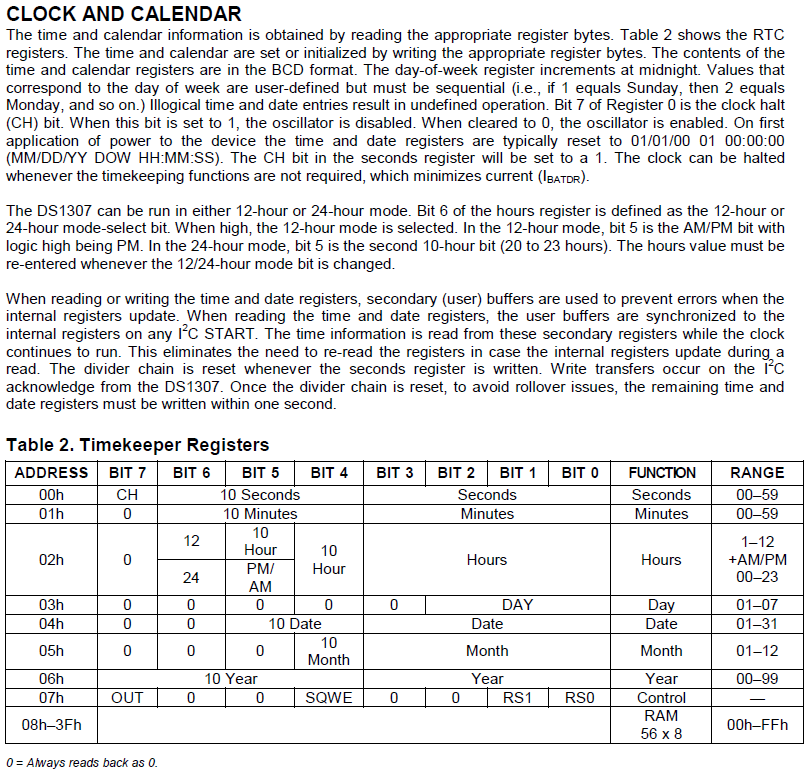 CLOCK AND CALENDAR
The time and calendar information is obtained by reading the appropriate register bytes. Table 2 shows the RTC
registers. The time and calendar are set or initialized by writing the appropriate register bytes. The contents of the
time and calendar registers are in the BCD format. The day-of-week register increments at midnight. Values that
correspond to the day of week are user-defined but must be sequential (i.e., if 1 equals Sunday, then 2 equals
Monday, and so on.) Illogical time and date entries result in undefined operation. Bit 7 of Register 0 is the clock halt
(CH) bit. When this bit is set to 1, the oscillator is disabled. When cleared to 0, the oscillator is enabled. On first
application of power to the device the time and date registers are typically reset to 01/01/00 01 00:00:00
(MM/DD/YY DOW HH:MM:SS). The CH bit in the seconds register will be set to a 1. The clock can be halted
whenever the timekeeping functions are not required, which minimizes current (IBATDR).
The DS1307 can be run in either 12-hour or 24-hour mode. Bit 6 of the hours register is defined as the 12-hour or
24-hour mode-select bit. When high, the 12-hour mode is selected. In the 12-hour mode, bit 5 is the AM/PM bit with
logic high being PM. In the 24-hour mode, bit 5 is the second 10-hour bit (20 to 23 hours). The hours value must be
re-entered whenever the 12/24-hour mode bit is changed.
When reading or writing the time and date registers, secondary (user) buffers are used to prevent errors when the
internal registers update. When reading the time and date registers, the user buffers are synchronized to the
internal registers on any I²C START. The time information is read from these secondary registers while the clock
continues to run. This eliminates the need to re-read the registers in case the internal registers update during a
read. The divider chain is reset whenever the seconds register is written. Write transfers occur on the I²C
acknowledge from the DS1307. Once the divider chain is reset, to avoid rollover issues, the remaining time and
date registers must be written within one second.
Table 2. Timekeeper Registers
ADDRESS BIT 7 BIT 6 BIT 5 BIT 4 BIT 3 BIT 2 BIT 1 BIT 0 FUNCTION RANGE
00h CH 10 Seconds Seconds Seconds 00–59
01h 0 10 Minutes Minutes Minutes 00–59
02h 0 12 10 Hour 10 Hour Hours Hours 1–12 +AM/PM 00–23
24 PM/AM
03h 0 0 0 0 0 DAY Day 01–07
04h 0 0 10 Date Date Date 01–31
05h 0 0 0 10 Month Month Month 01–12
06h 10 Year Year Year 00–99
07h OUT 0 0 SQWE 0 0 RS1 RS0 Control —
08h–3Fh RAM 56 x 8 00h–FFh
0 = Always reads back as 0.